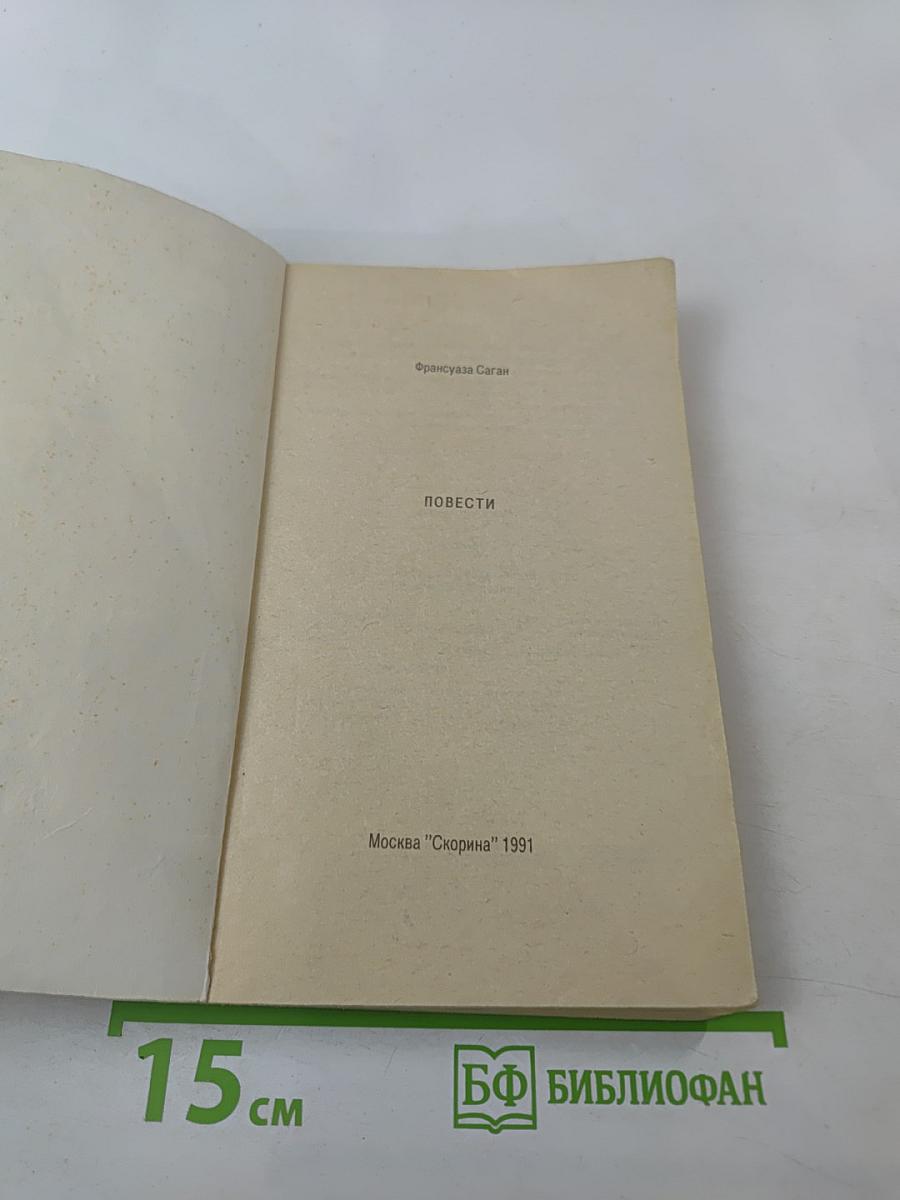 Франсуаза Саган
ПОВЕСТИ
Москва "Скорина" 1991
15 см
БФ БИБЛИОФАН